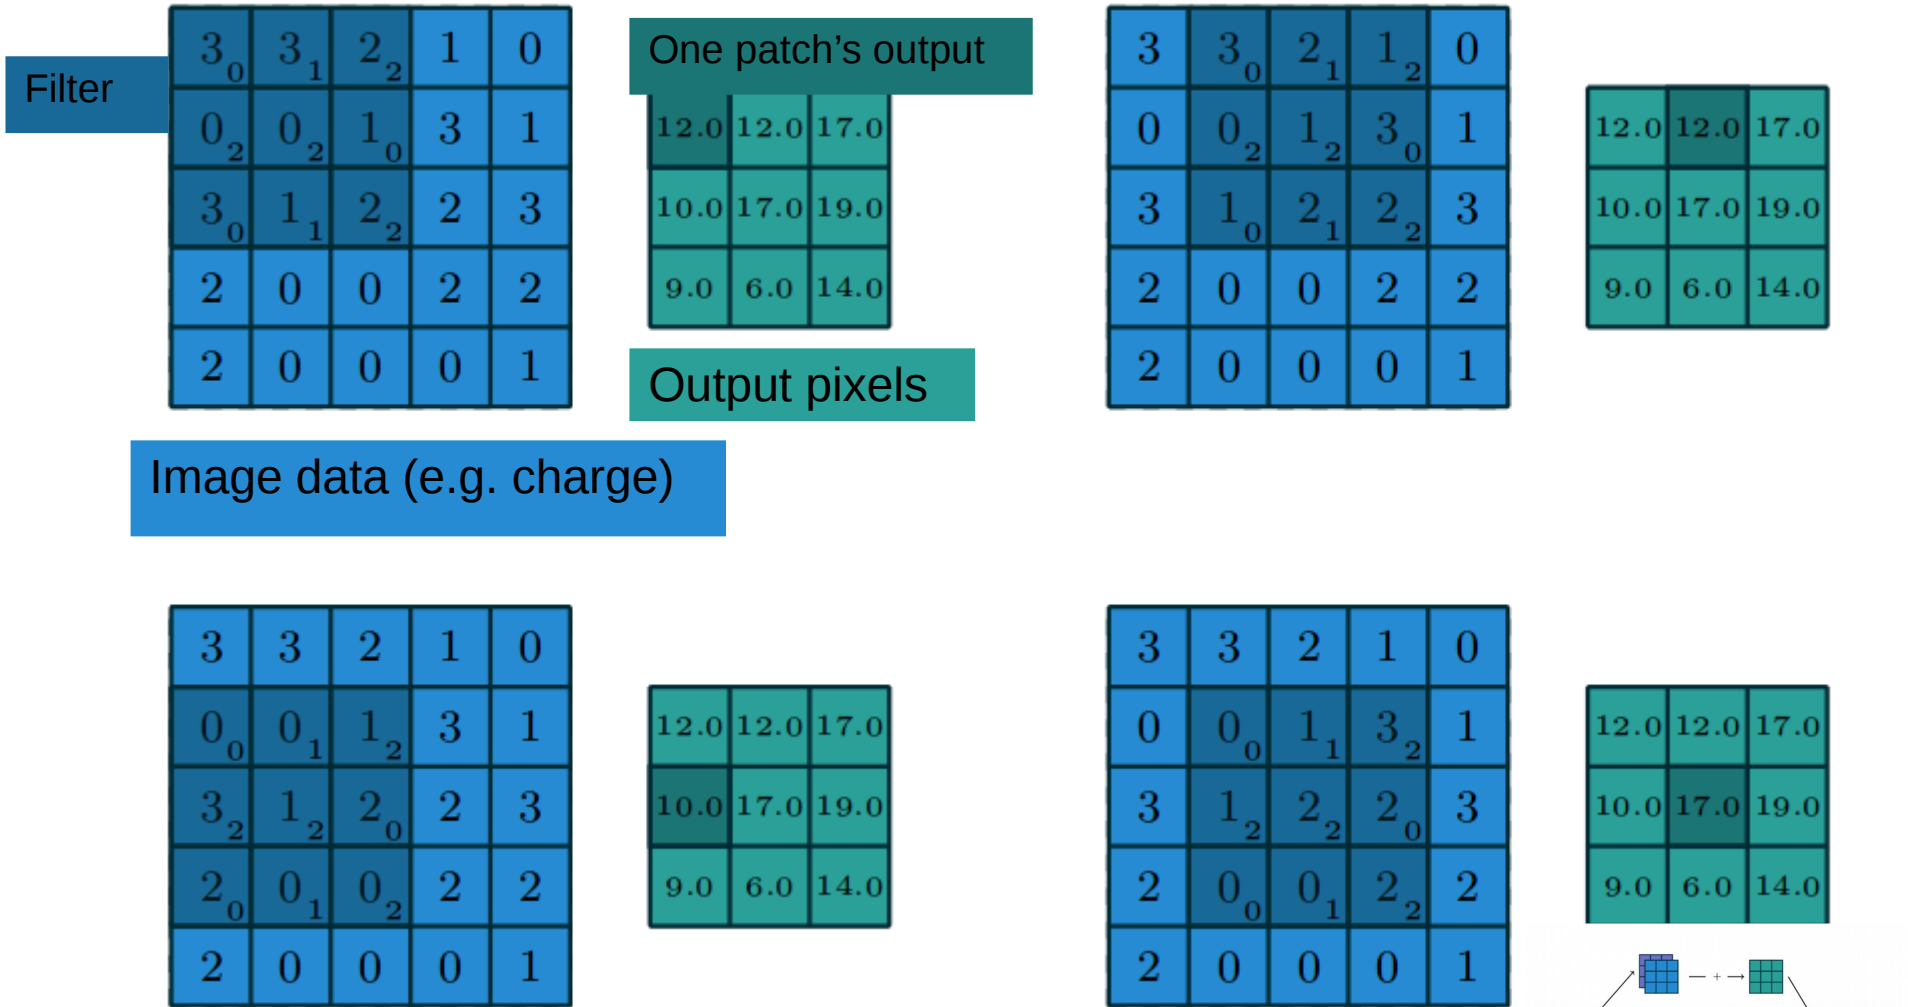 Filter
3 0 3 1 2 2 1 0
0 2 0 2 1 0 3 1
3 0 1 1 2 2 2 3
2 0 0 2 2
2 0 0 0 1
One patch’s output
12.0 12.0 17.0
10.0 17.0 19.0
9.0 6.0 14.0
Output pixels
Image data (e.g. charge)
3 3 0 2 1 1 2 0
0 0 2 1 2 3 0 1
3 1 0 2 1 2 2 3
2 0 0 2 2
2 0 0 0 1
12.0 12.0 17.0
10.0 17.0 19.0
9.0 6.0 14.0
3 3 2 1 0
0 0 0 1 1 2 3 1
3 2 1 2 2 0 2 3
2 0 0 1 0 2 2 2
2 0 0 0 1
12.0 12.0 17.0
10.0 17.0 19.0
9.0 6.0 14.0
3 3 2 1 0
0 0 0 1 1 3 2 1
3 1 2 2 2 2 0 3
2 0 0 0 1 2 2 2
2 0 0 0 1
12.0 12.0 17.0
10.0 17.0 19.0
9.0 6.0 14.0
+